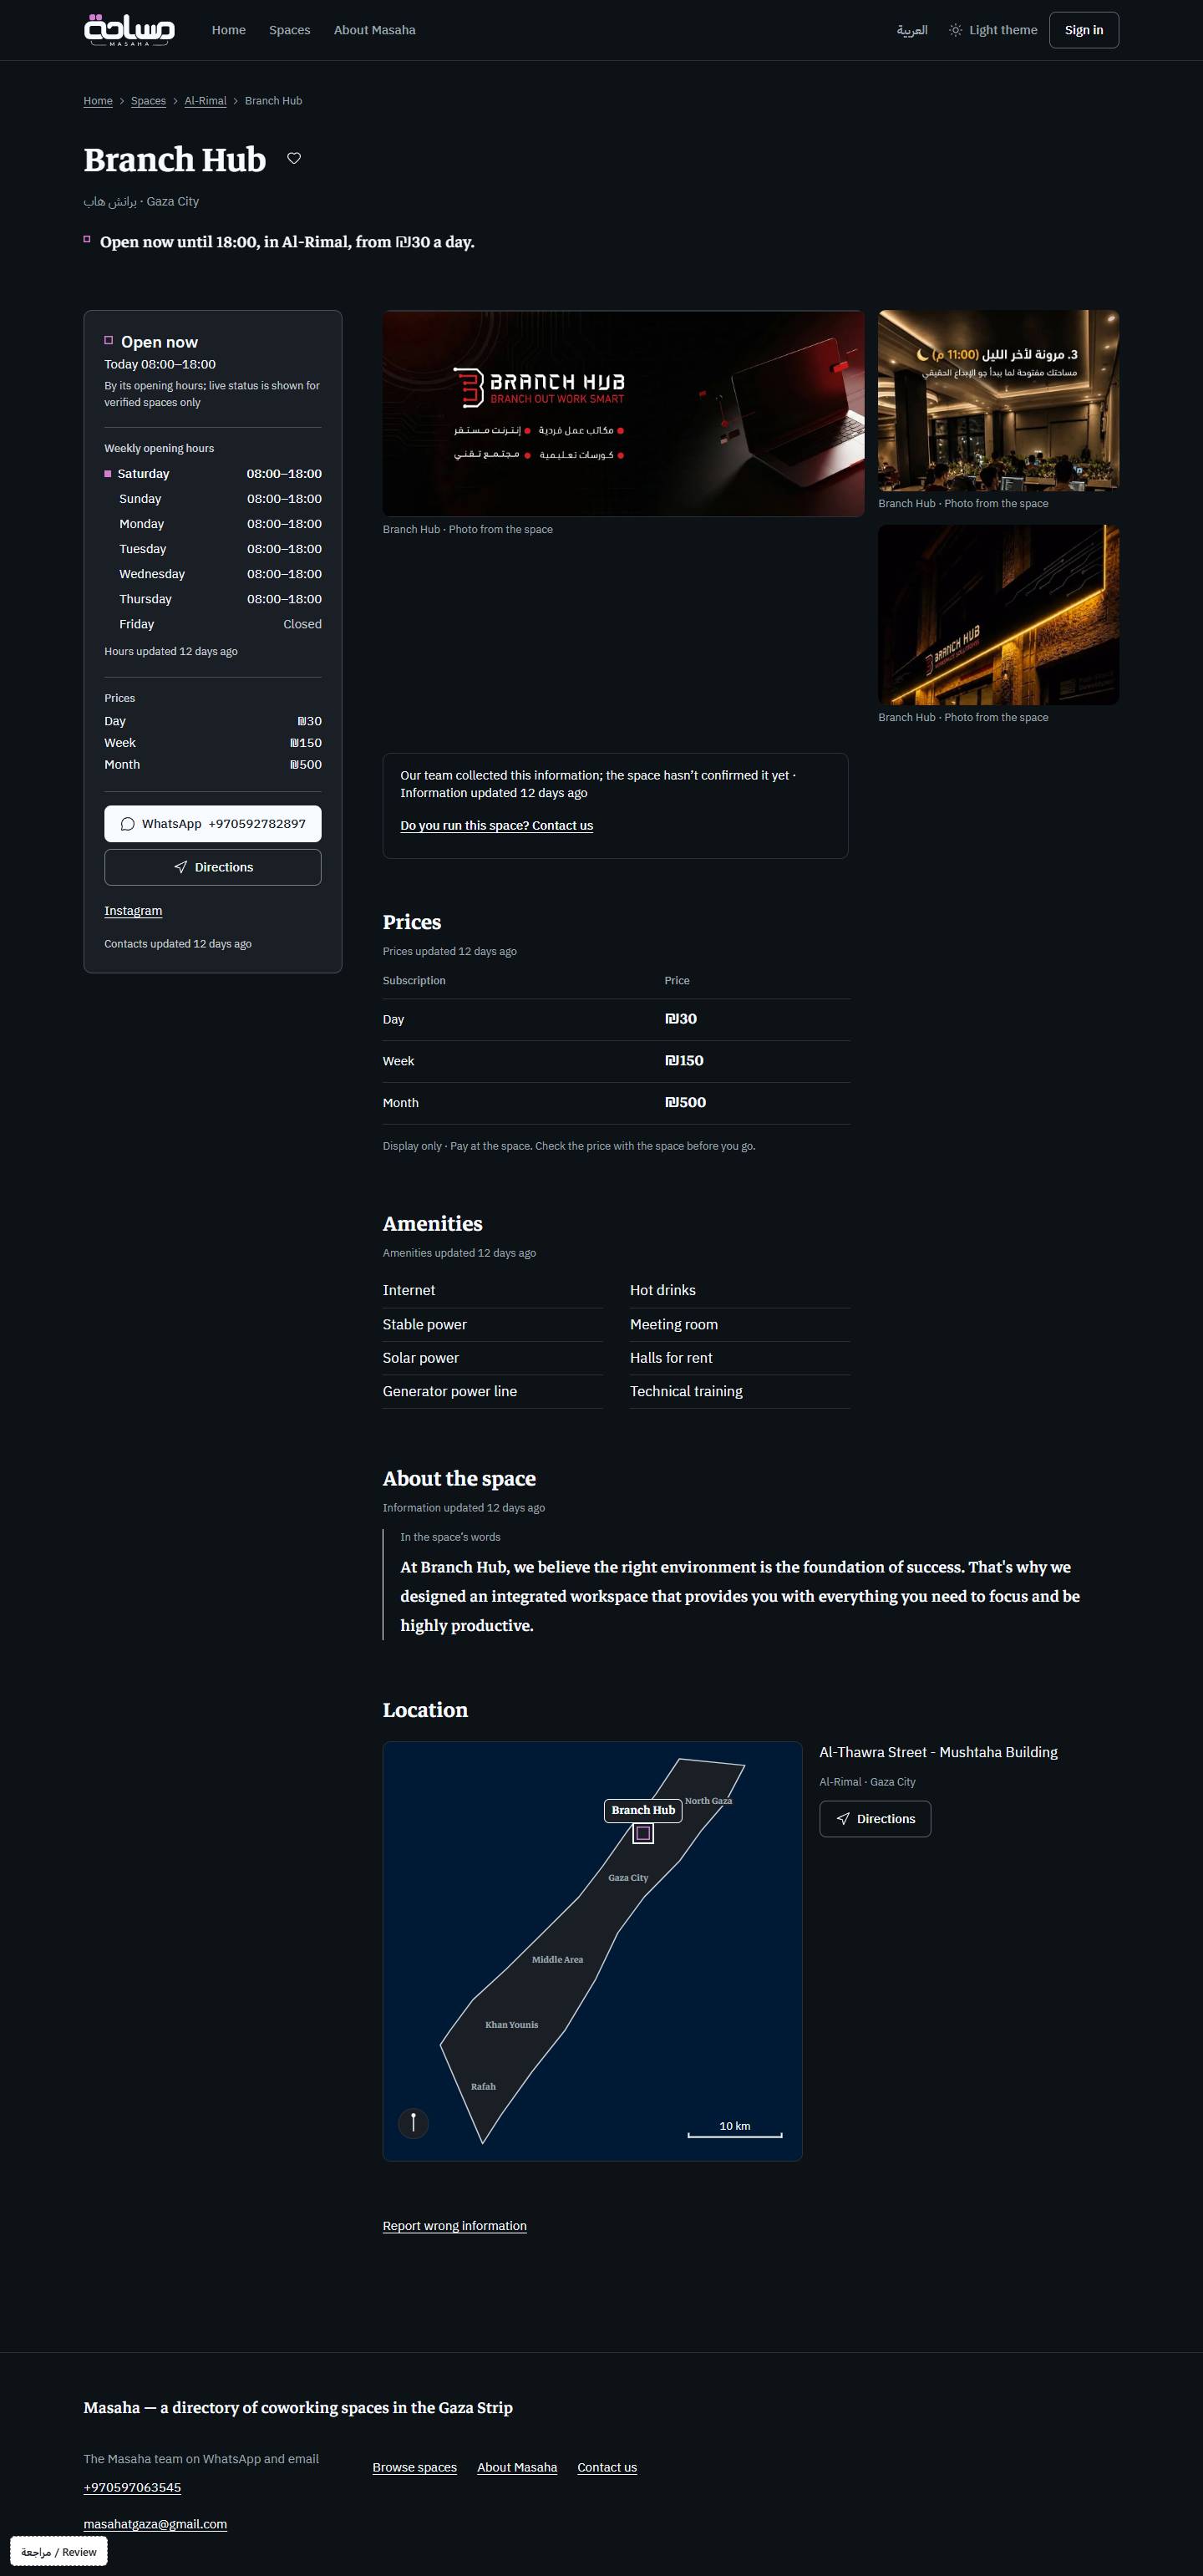 مساحة
MASAHA
Home
Spaces
About Masaha
العربية
Light theme
Sign in
Home
Spaces
Al-Rimal
Branch Hub
Branch Hub
برانش هاب · Gaza City
Open now until 18:00, in Al-Rimal, from ₪30 a day.
Open now
Today 08:00–18:00
By its opening hours; live status is shown for
verified spaces only
Weekly opening hours
Saturday 08:00–18:00
Sunday 08:00–18:00
Monday 08:00–18:00
Tuesday 08:00–18:00
Wednesday 08:00–18:00
Thursday 08:00–18:00
Friday Closed
Hours updated 12 days ago
Prices
Day ₪30
Week ₪150
Month ₪500
WhatsApp +970592782897
Directions
Instagram
Contacts updated 12 days ago
BRANCH HUB
BRANCH OUT WORK SMART
مكاتب عمل فردية
إنترنت مستقر
كورسات تعليمية
مجتمع تقني
Branch Hub · Photo from the space
3. مرونة لأخر الليل (11:00 م)
مساحتك مفتوحة لما يبدأ جو الإبداع الحقيقي
Branch Hub · Photo from the space
BRANCH HUB
Branch Hub · Photo from the space
Our team collected this information; the space hasn’t confirmed it yet ·
Information updated 12 days ago
Do you run this space? Contact us
Prices
Prices updated 12 days ago
Subscription Price
Day ₪30
Week ₪150
Month ₪500
Display only · Pay at the space. Check the price with the space before you go.
Amenities
Amenities updated 12 days ago
Internet
Hot drinks
Stable power
Meeting room
Solar power
Halls for rent
Generator power line
Technical training
About the space
Information updated 12 days ago
In the space’s words
At Branch Hub, we believe the right environment is the foundation of success. That's why we
designed an integrated workspace that provides you with everything you need to focus and be
highly productive.
Location
North Gaza
Branch Hub
Gaza City
Middle Area
Khan Younis
Rafah
10 km
Al-Thawra Street - Mushtaha Building
Al-Rimal · Gaza City
Directions
Report wrong information
Masaha — a directory of coworking spaces in the Gaza Strip
The Masaha team on WhatsApp and email
+970597063545
masahatgaza@gmail.com
Browse spaces
About Masaha
Contact us
مراجعة / Review